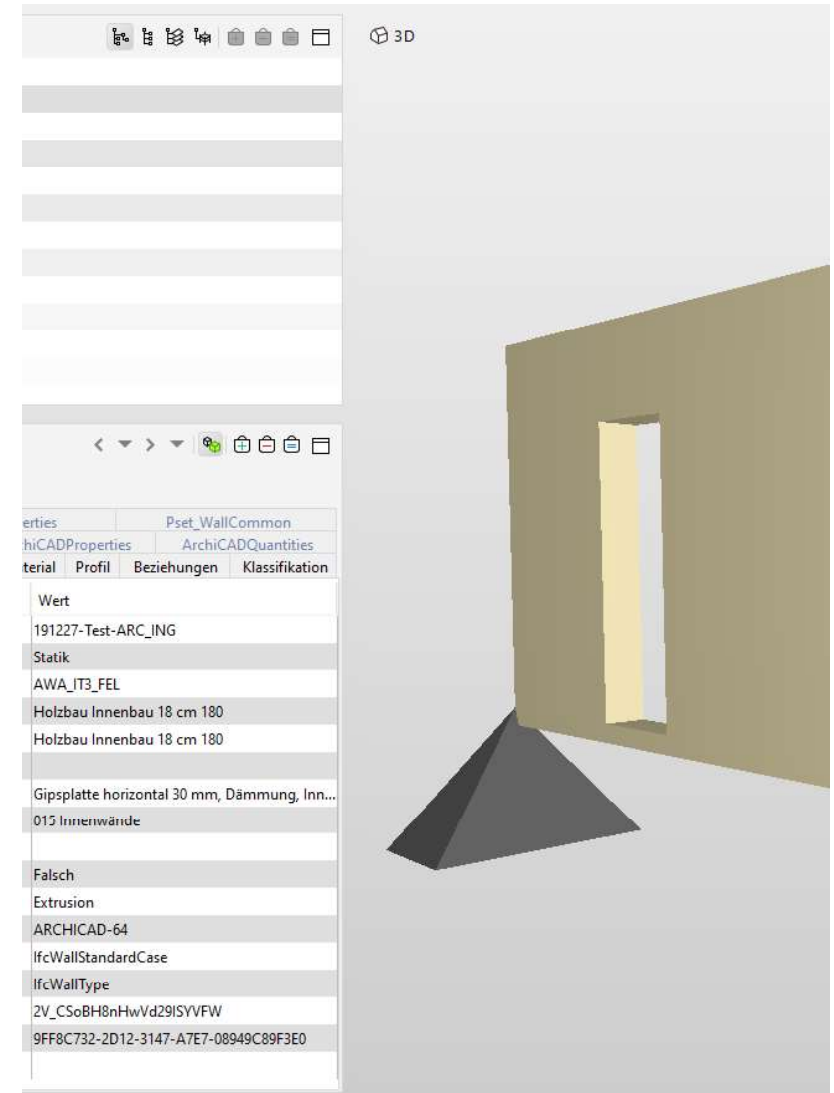 3D
erties Pset_WallCommon
hiCADProperties ArchiCADQuantities
terial Profil Beziehungen Klassifikation
Wert
191227-Test-ARC_ING
Statik
AWA_IT3_FEL
Holzbau Innenbau 18 cm 180
Holzbau Innenbau 18 cm 180
Gipsplatte horizontal 30 mm, Dämmung, Inn...
015 Innenwände
Falsch
Extrusion
ARCHICAD-64
IfcWallStandardCase
IfcWallType
2V_CSoBH8nHwVd29ISYVFW
9FF8C732-2D12-3147-A7E7-08949C89F3E0